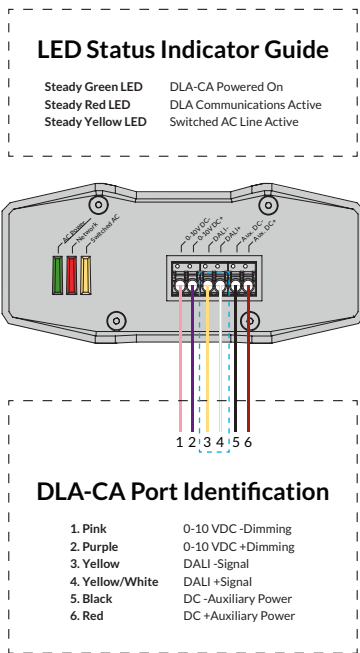 LED Status Indicator Guide
Steady Green LED DLA-CA Powered On
Steady Red LED DLA Communications Active
Steady Yellow LED Switched AC Line Active
AC Power
Network
Switched AC
0-10V DC-
0-10V DC+
DALI-
DALI+
Aux. DC-
Aux. DC+
1 2 3 4 5 6
DLA-CA Port Identification
1. Pink 0-10 VDC -Dimming
2. Purple 0-10 VDC +Dimming
3. Yellow DALI -Signal
4. Yellow/White DALI +Signal
5. Black DC -Auxiliary Power
6. Red DC +Auxiliary Power